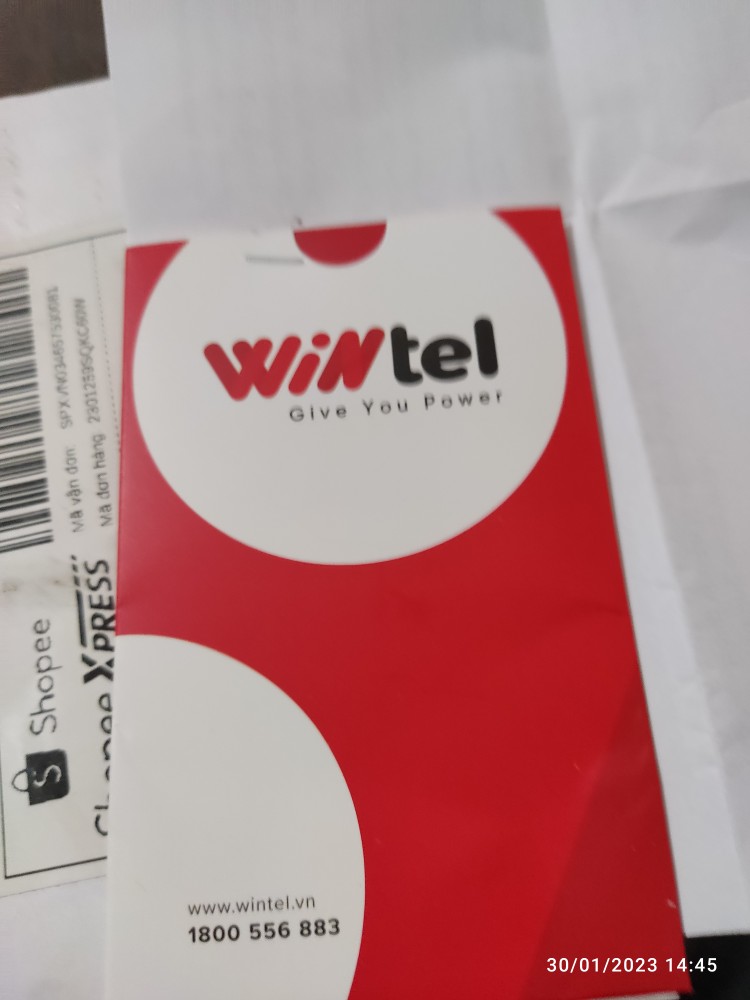 WiNtel
Give You Power
www.wintel.vn
1800 556 883
Shopee
XPRESS
Mã vận đơn:
Mã đơn hàng
30/01/2023 14:45